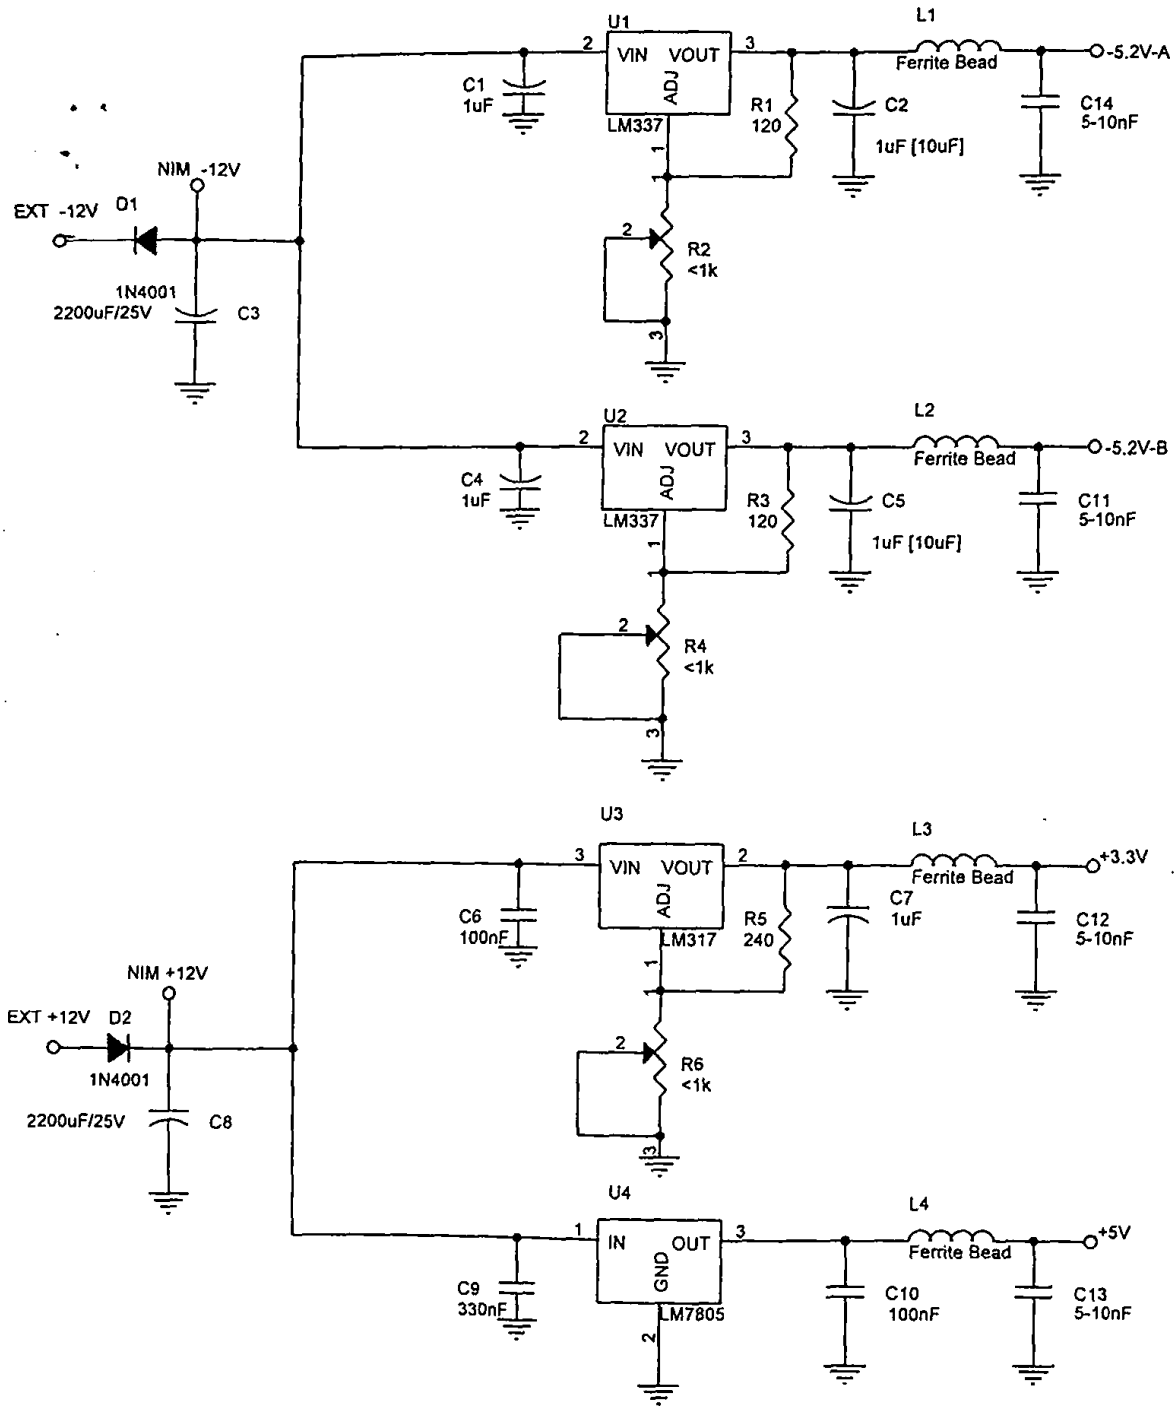 U1
L1
2
VIN
VOUT
3
-5.2V-A
Ferrite Bead
C1
1uF
ADJ
R1
120
C2
C14
5-10nF
LM337
1uF [10uF]
1
1
NIM -12V
EXT -12V
D1
2
R2
<1k
1N4001
2200uF/25V
C3
3
U2
L2
2
VIN
VOUT
3
-5.2V-B
Ferrite Bead
C4
1uF
ADJ
R3
120
C5
C11
5-10nF
LM337
1uF [10uF]
1
1
2
R4
<1k
3
U3
L3
3
VIN
VOUT
2
+3.3V
Ferrite Bead
C6
100nF
ADJ
R5
240
C7
1uF
C12
5-10nF
LM317
1
1
NIM +12V
EXT +12V
D2
2
R6
<1k
1N4001
2200uF/25V
C8
3
U4
L4
1
IN
OUT
3
+5V
Ferrite Bead
C9
330nF
GND
C10
100nF
C13
5-10nF
LM7805
2